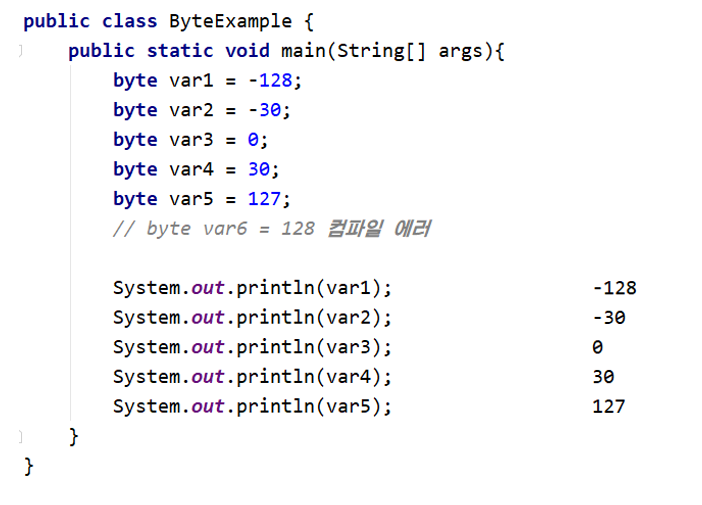 public class ByteExample {
public static void main(String[] args){
byte var1 = -128;
byte var2 = -30;
byte var3 = 0;
byte var4 = 30;
byte var5 = 127;
// byte var6 = 128 컴파일 에러
System.out.println(var1); -128
System.out.println(var2); -30
System.out.println(var3); 0
System.out.println(var4); 30
System.out.println(var5); 127
}
}